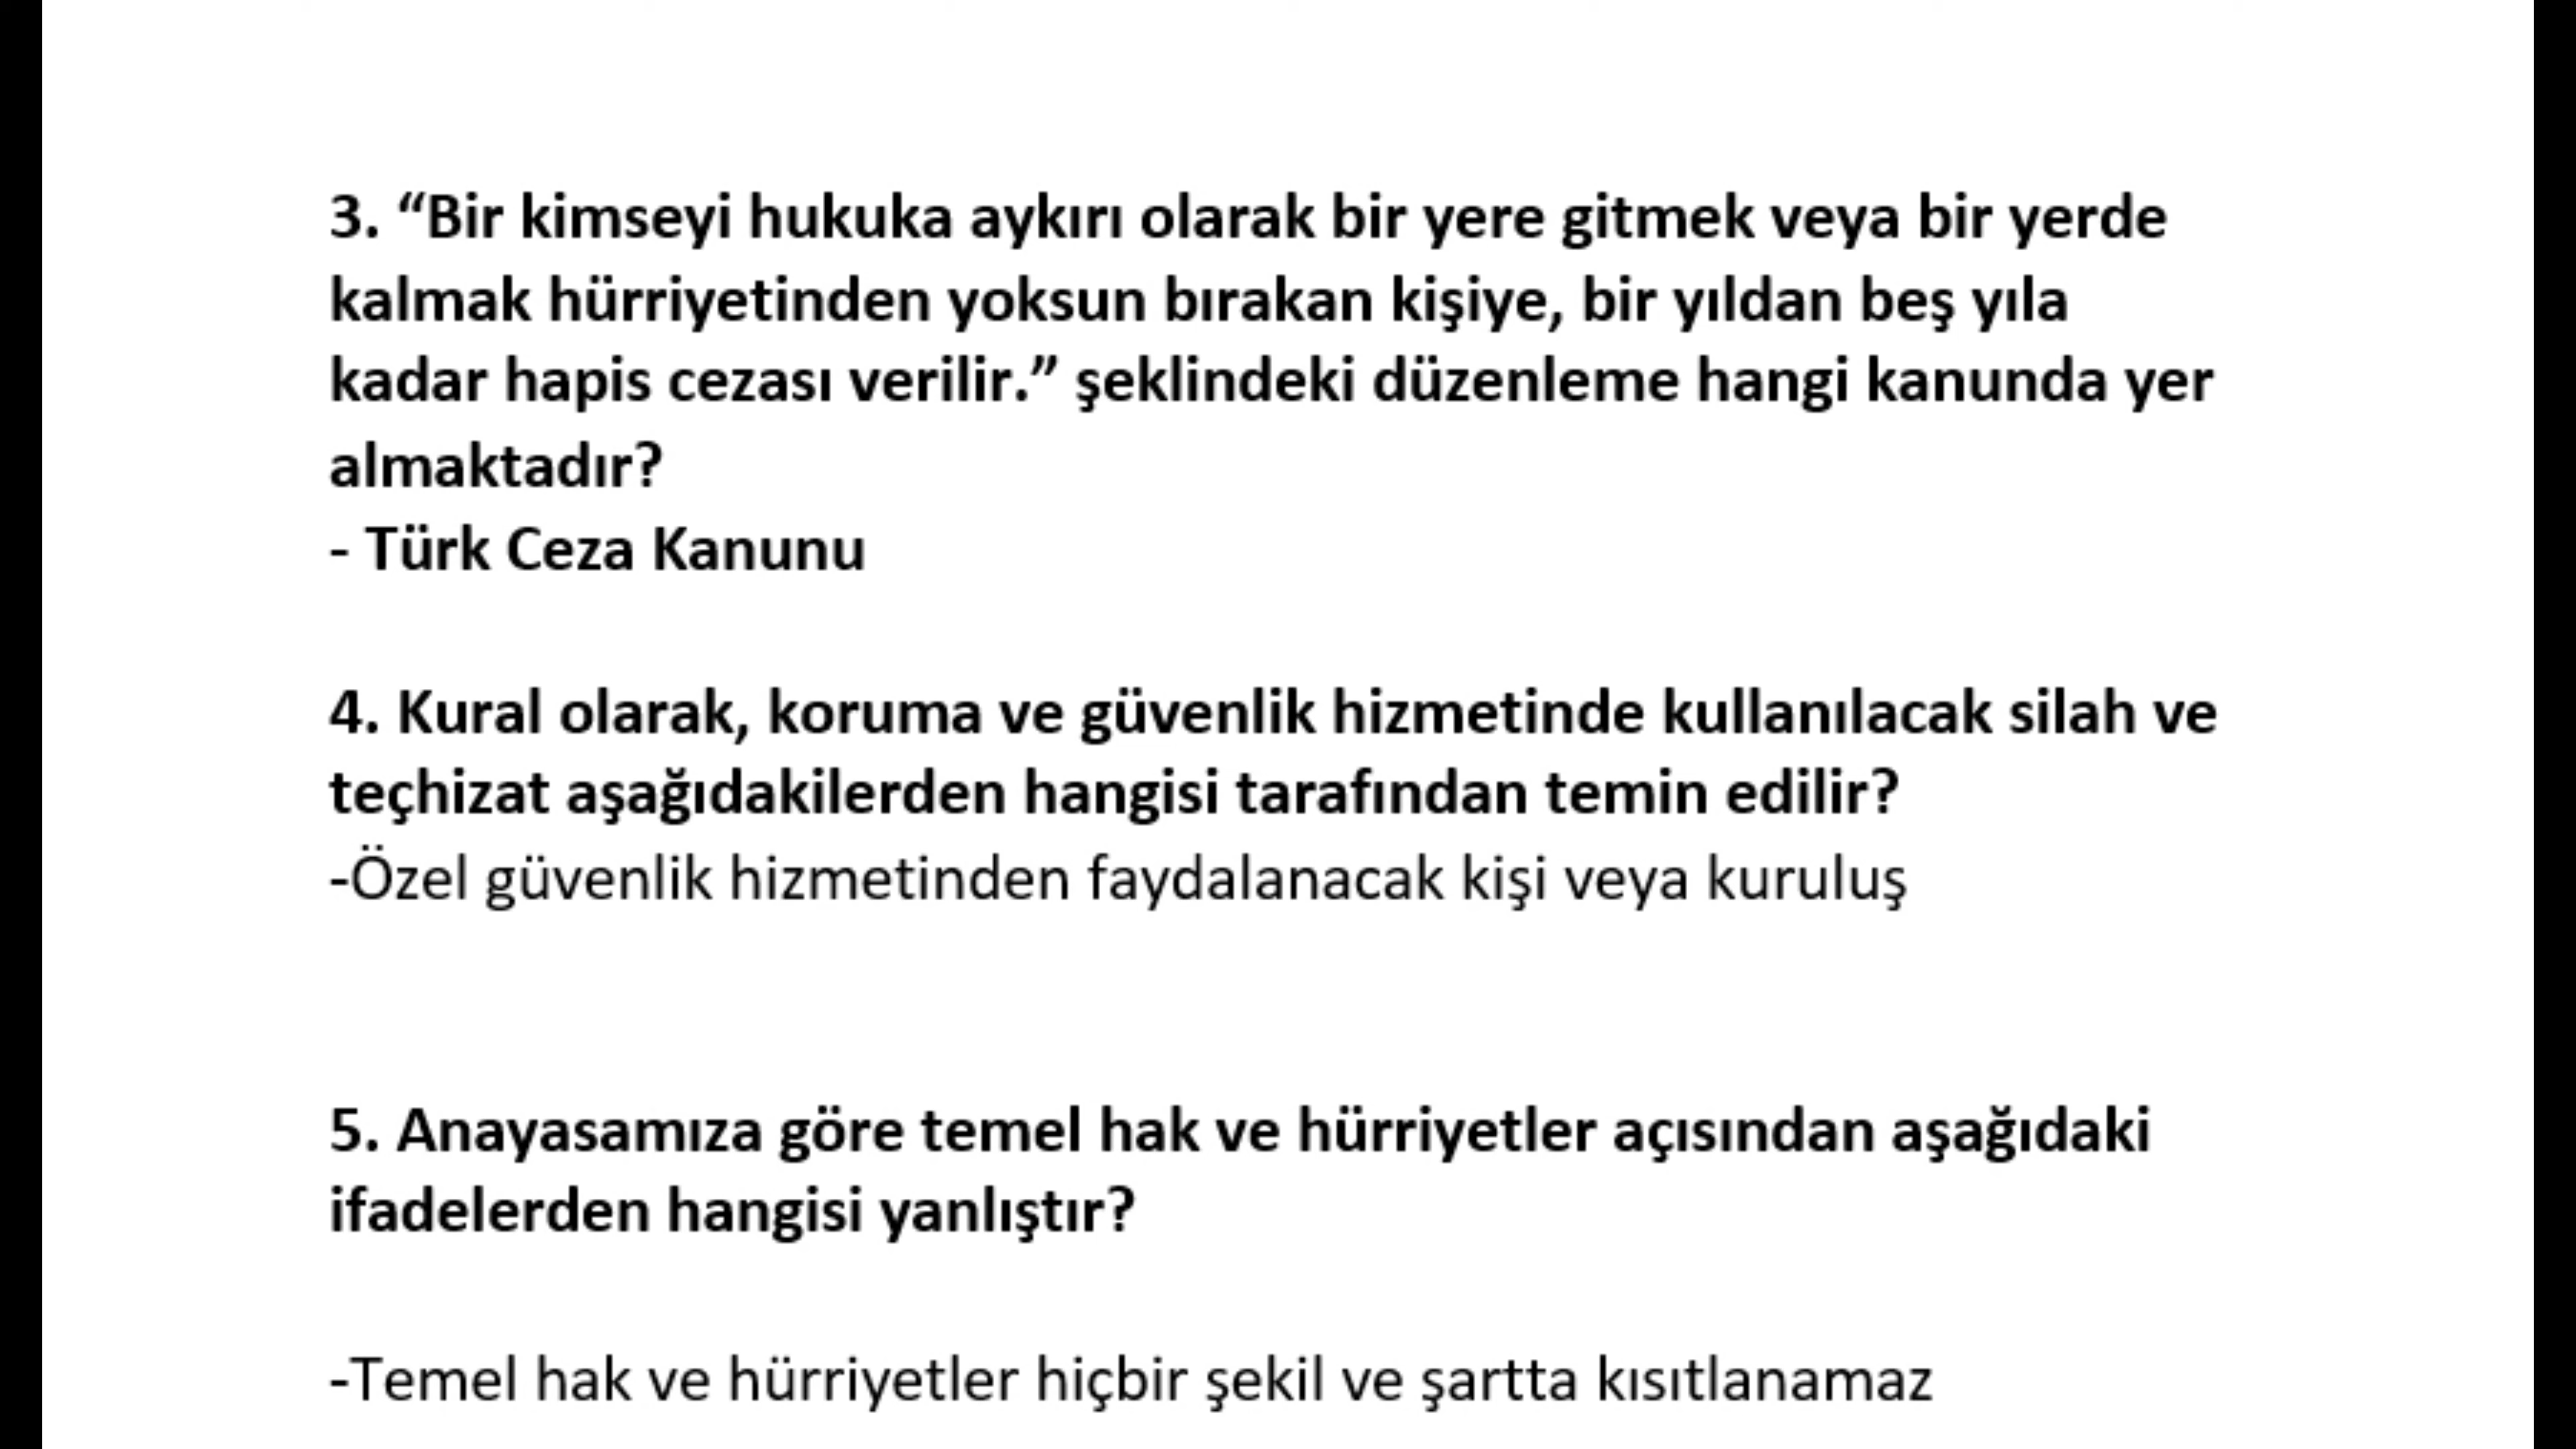 3. “Bir kimseyi hukuka aykırı olarak bir yere gitmek veya bir yerde
kalmak hürriyetinden yoksun bırakan kişiye, bir yıldan beş yıla
kadar hapis cezası verilir.” şeklindeki düzenleme hangi kanunda yer
almaktadır?
- Türk Ceza Kanunu
4. Kural olarak, koruma ve güvenlik hizmetinde kullanılacak silah ve
teçhizat aşağıdakilerden hangisi tarafından temin edilir?
-Özel güvenlik hizmetinden faydalanacak kişi veya kuruluş
5. Anayasamıza göre temel hak ve hürriyetler açısından aşağıdaki
ifadelerden hangisi yanlıştır?
-Temel hak ve hürriyetler hiçbir şekil ve şartta kısıtlanamaz